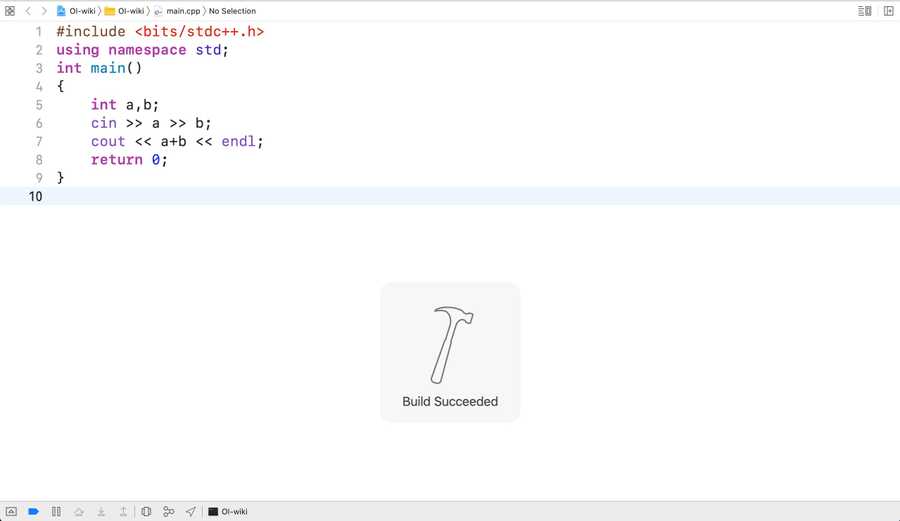 OI-wiki OI-wiki main.cpp No Selection
1 #include <bits/stdc++.h>
2 using namespace std;
3 int main()
4 {
5     int a,b;
6     cin >> a >> b;
7     cout << a+b << endl;
8     return 0;
9 }
10
Build Succeeded
OI-wiki